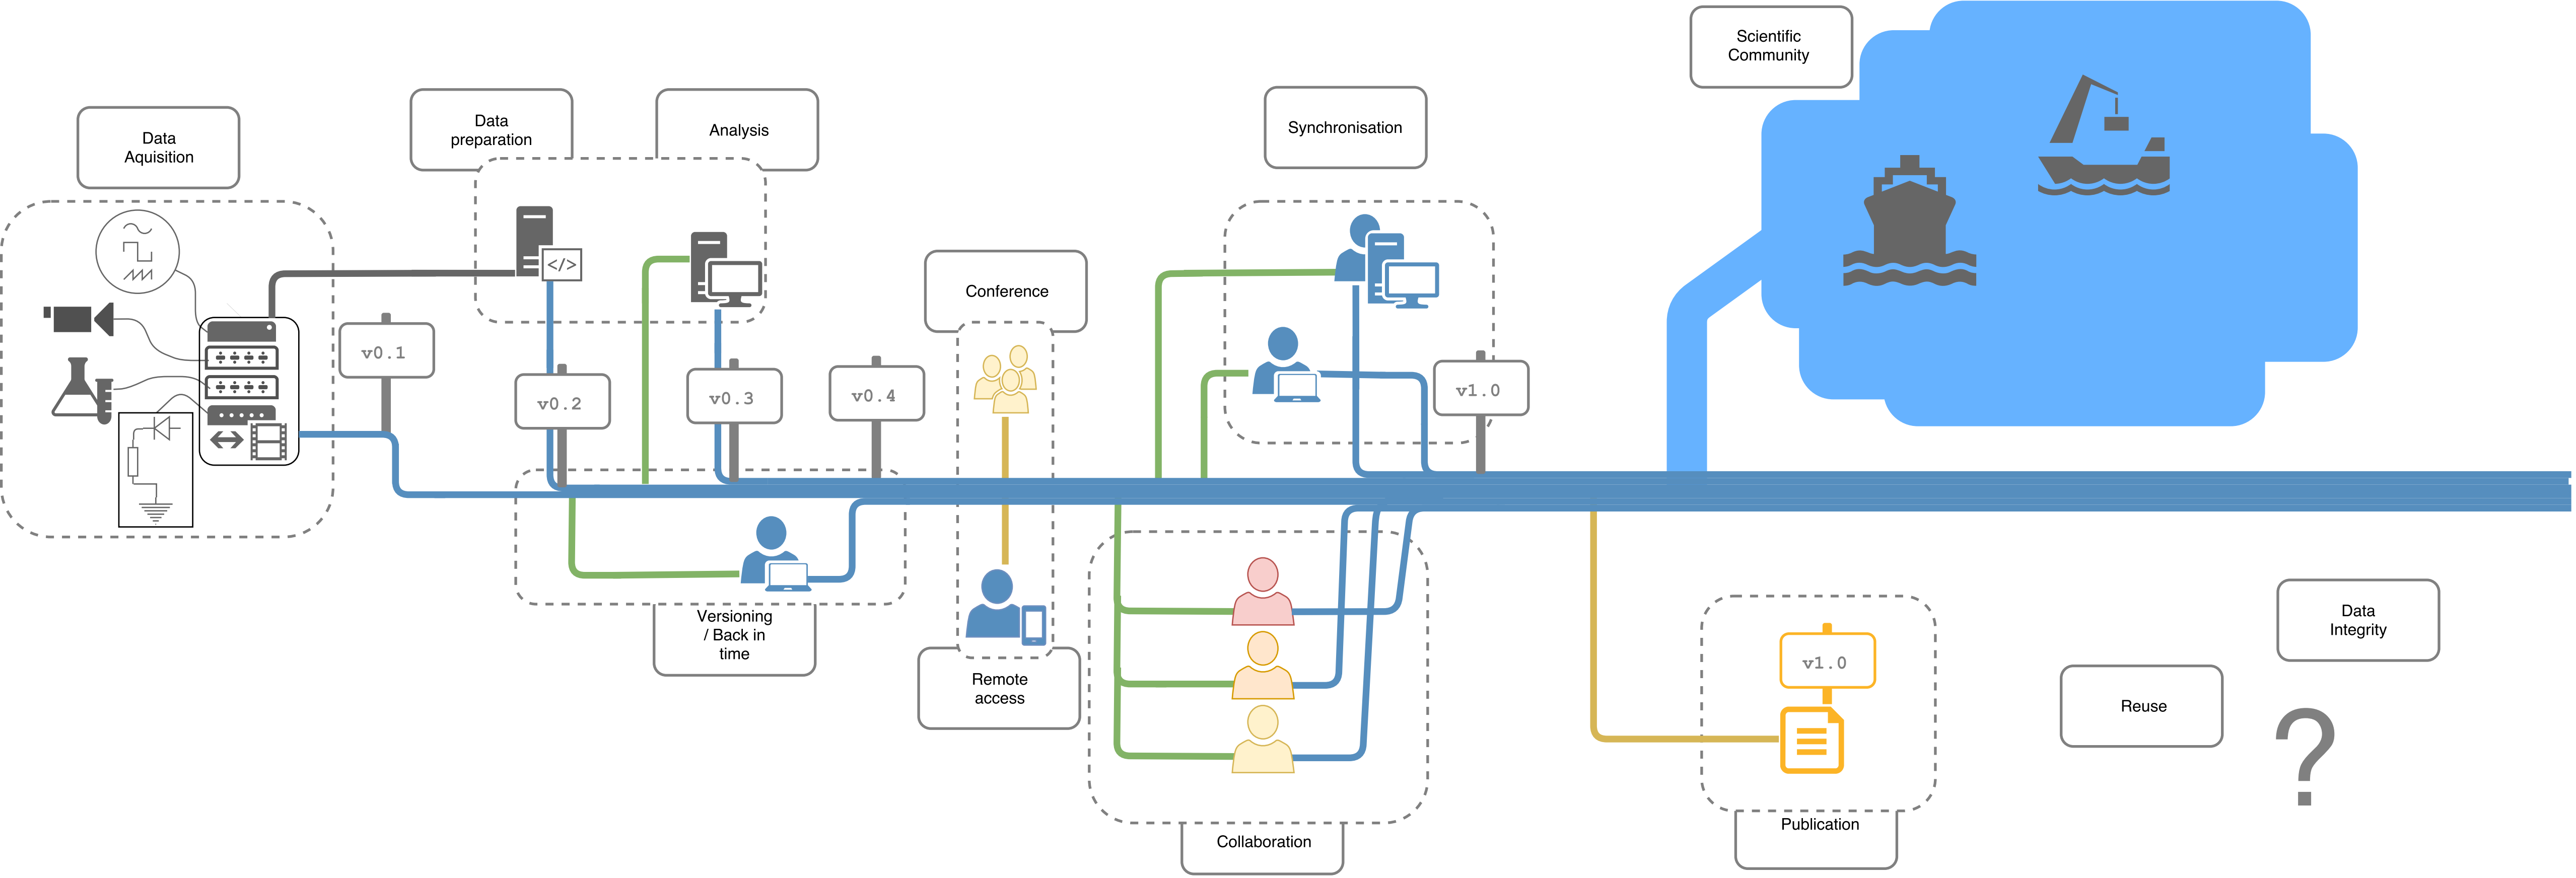 Scientific
Community
Data
Aquisition
Data
preparation
Analysis
Synchronisation
</>
Conference
v0.1
v0.2
v0.3
v0.4
v1.0
Versioning
/ Back in
time
Remote
access
Collaboration
v1.0
Publication
Data
Integrity
Reuse
?